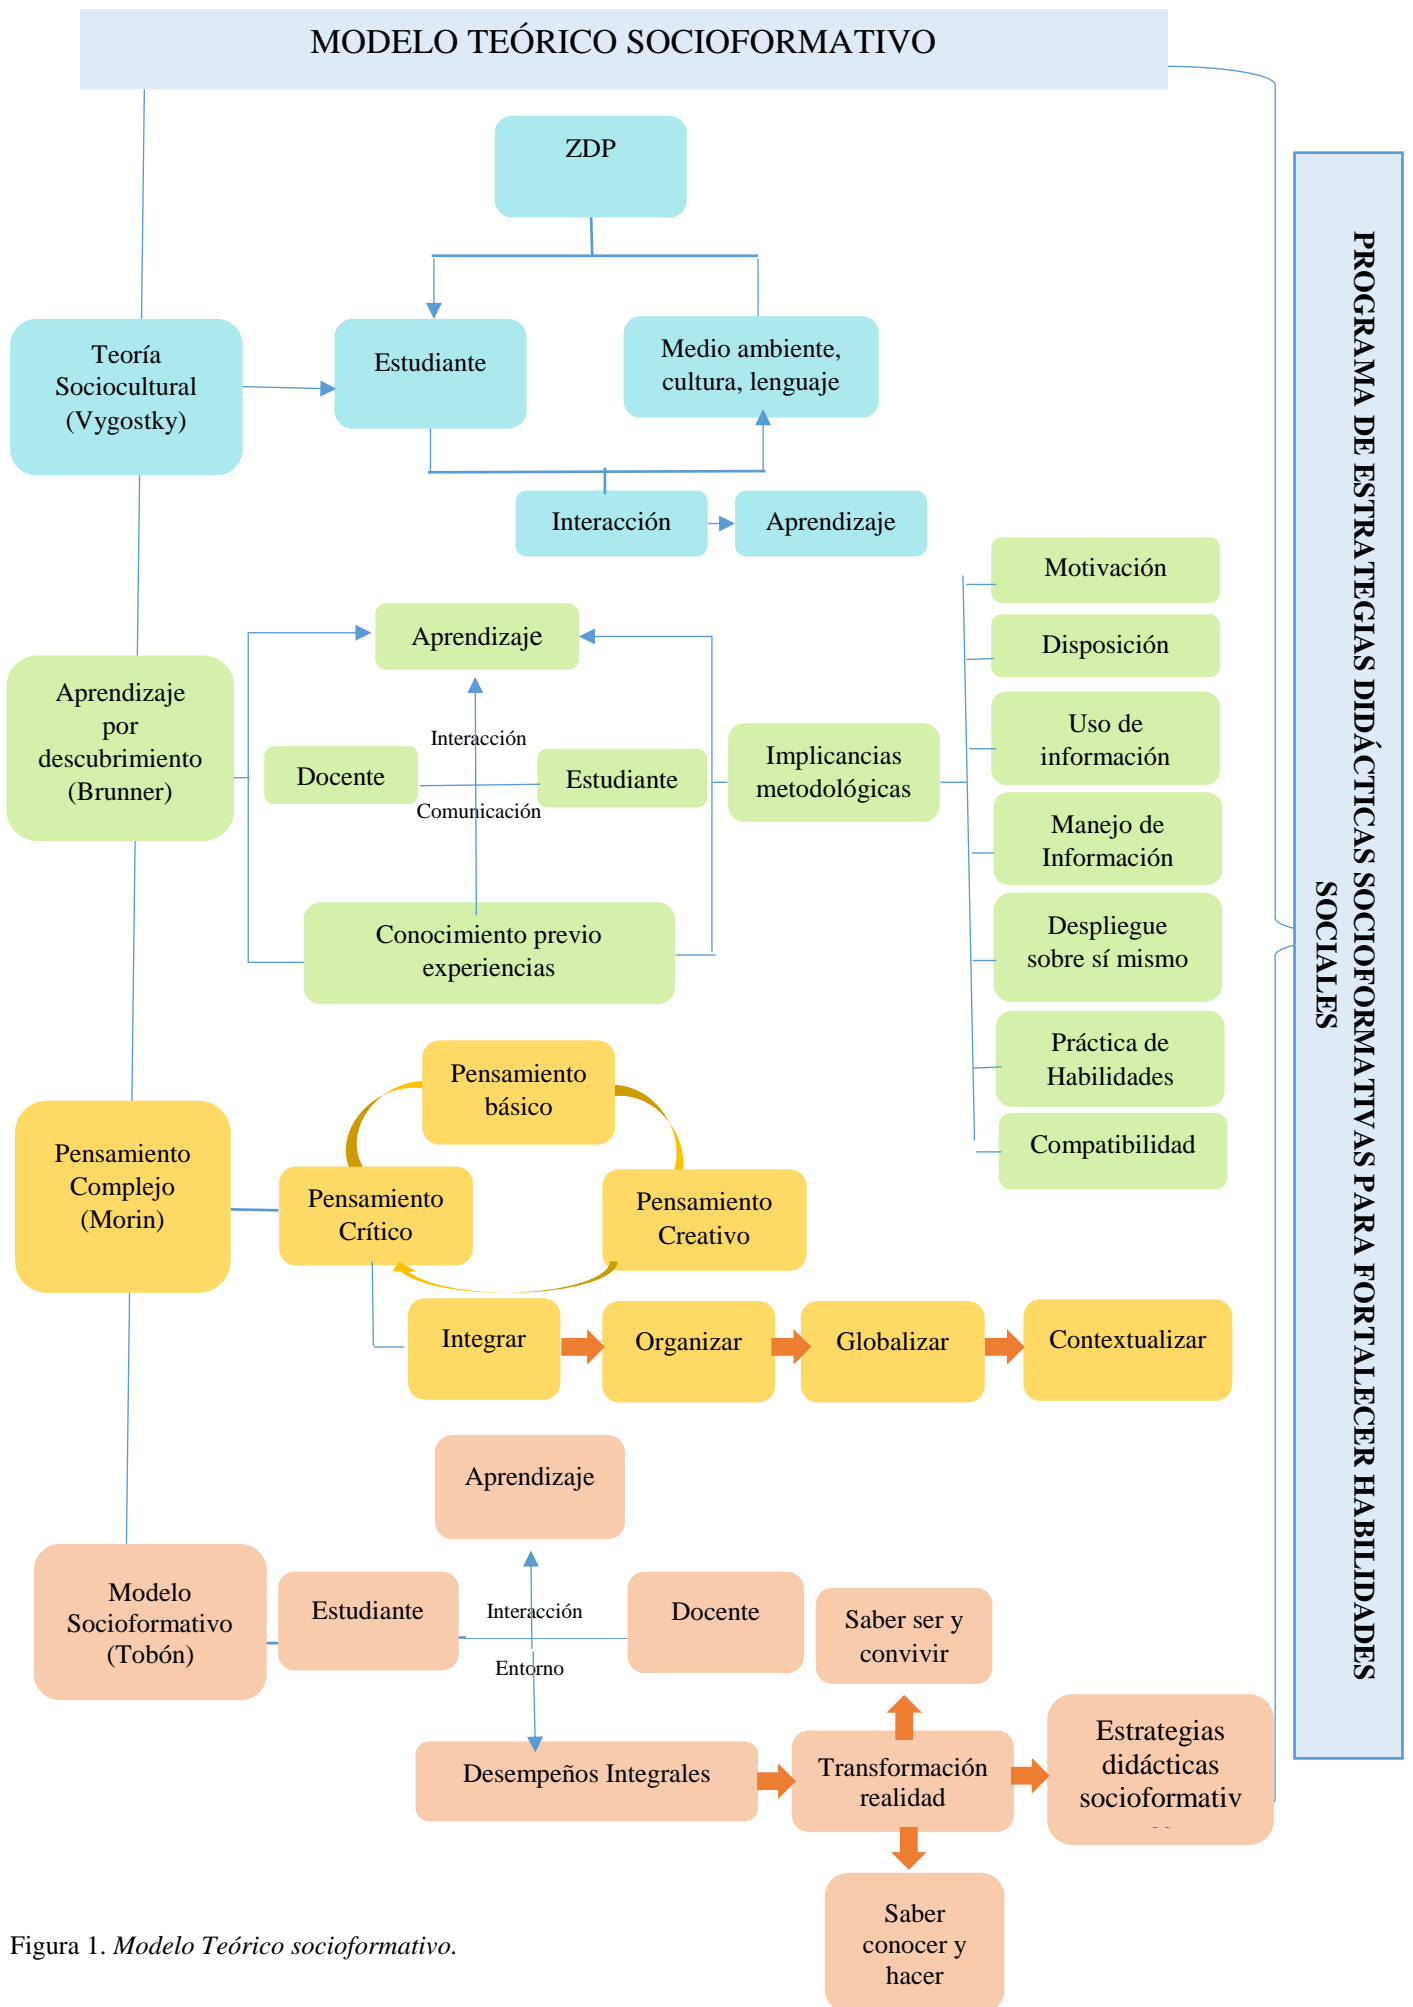 MODELO TEÓRICO SOCIOFORMATIVO
ZDP
Teoría
Sociocultural
(Vygostky)
Estudiante
Medio ambiente,
cultura, lenguaje
Interacción
Aprendizaje
Aprendizaje
por
descubrimiento
(Brunner)
Aprendizaje
Interacción
Docente
Estudiante
Comunicación
Conocimiento previo
experiencias
Implicancias
metodológicas
Motivación
Disposición
Uso de
información
Manejo de
Información
Despliegue
sobre sí mismo
Práctica de
Habilidades
Compatibilidad
Pensamiento
Complejo
(Morin)
Pensamiento
básico
Pensamiento
Crítico
Pensamiento
Creativo
Integrar
Organizar
Globalizar
Contextualizar
Modelo
Socioformativo
(Tobón)
Aprendizaje
Estudiante
Interacción
Docente
Entorno
Desempeños Integrales
Saber ser y
convivir
Transformación
realidad
Estrategias
didácticas
socioformativ
Saber
conocer y
hacer
PROGRAMA DE ESTRATEGIAS DIDÁCTICAS SOCIOFORMATIVAS PARA FORTALECER HABILIDADES
SOCIALES
Figura 1. Modelo Teórico socioformativo.